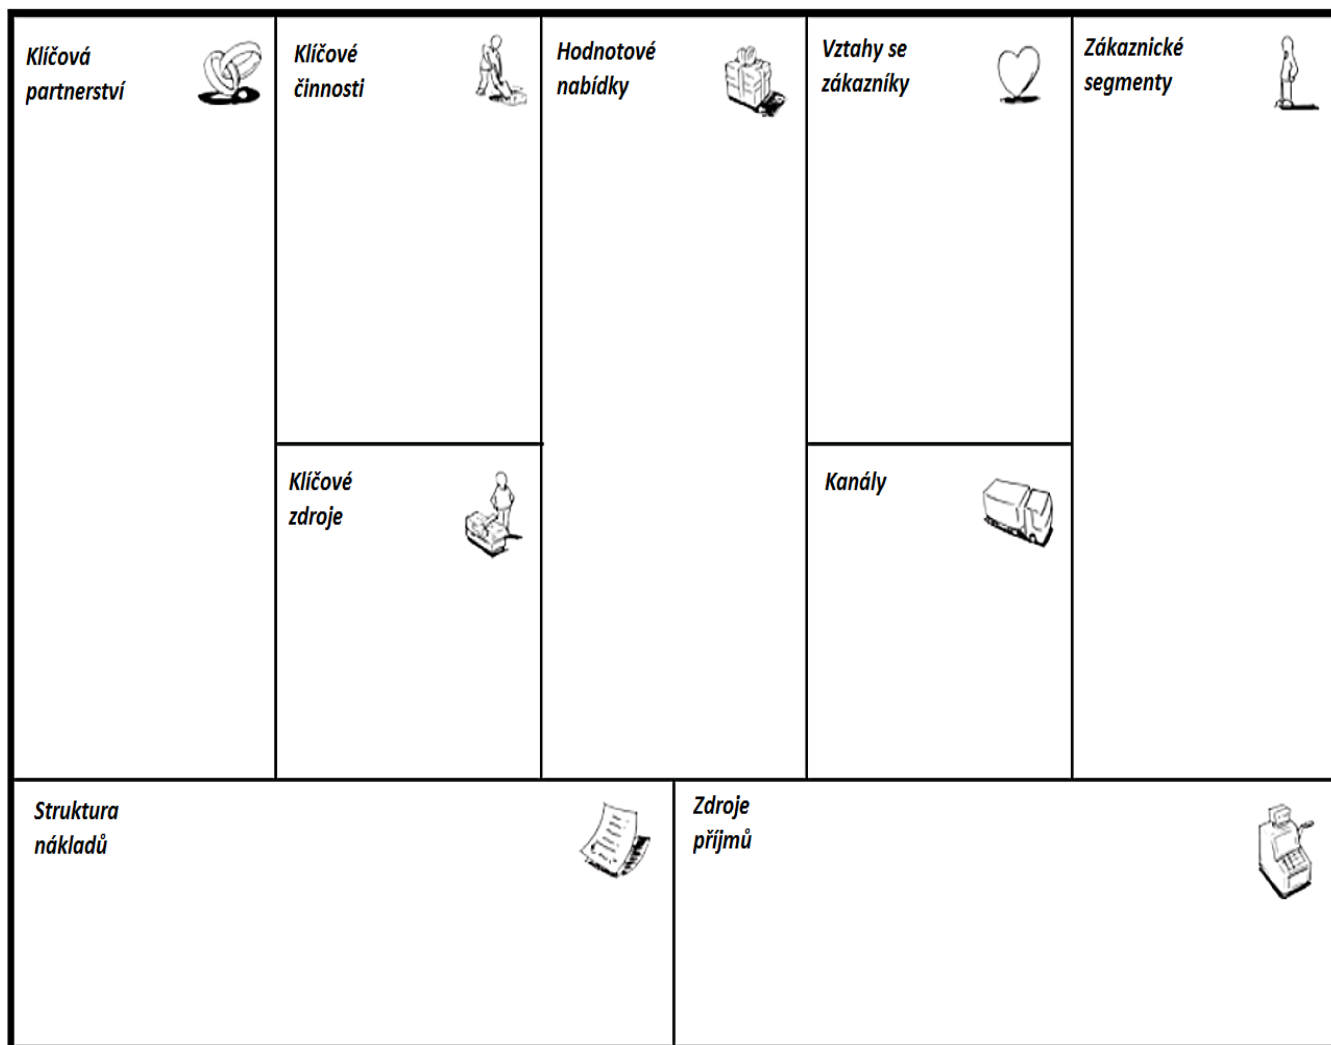 Klíčová
partnerství
Klíčové
činnosti
Hodnotové
nabídky
Vztahy se
zákazníky
Zákaznické
segmenty
Klíčové
zdroje
Kanály
Struktura
nákladů
Zdroje
příjmů